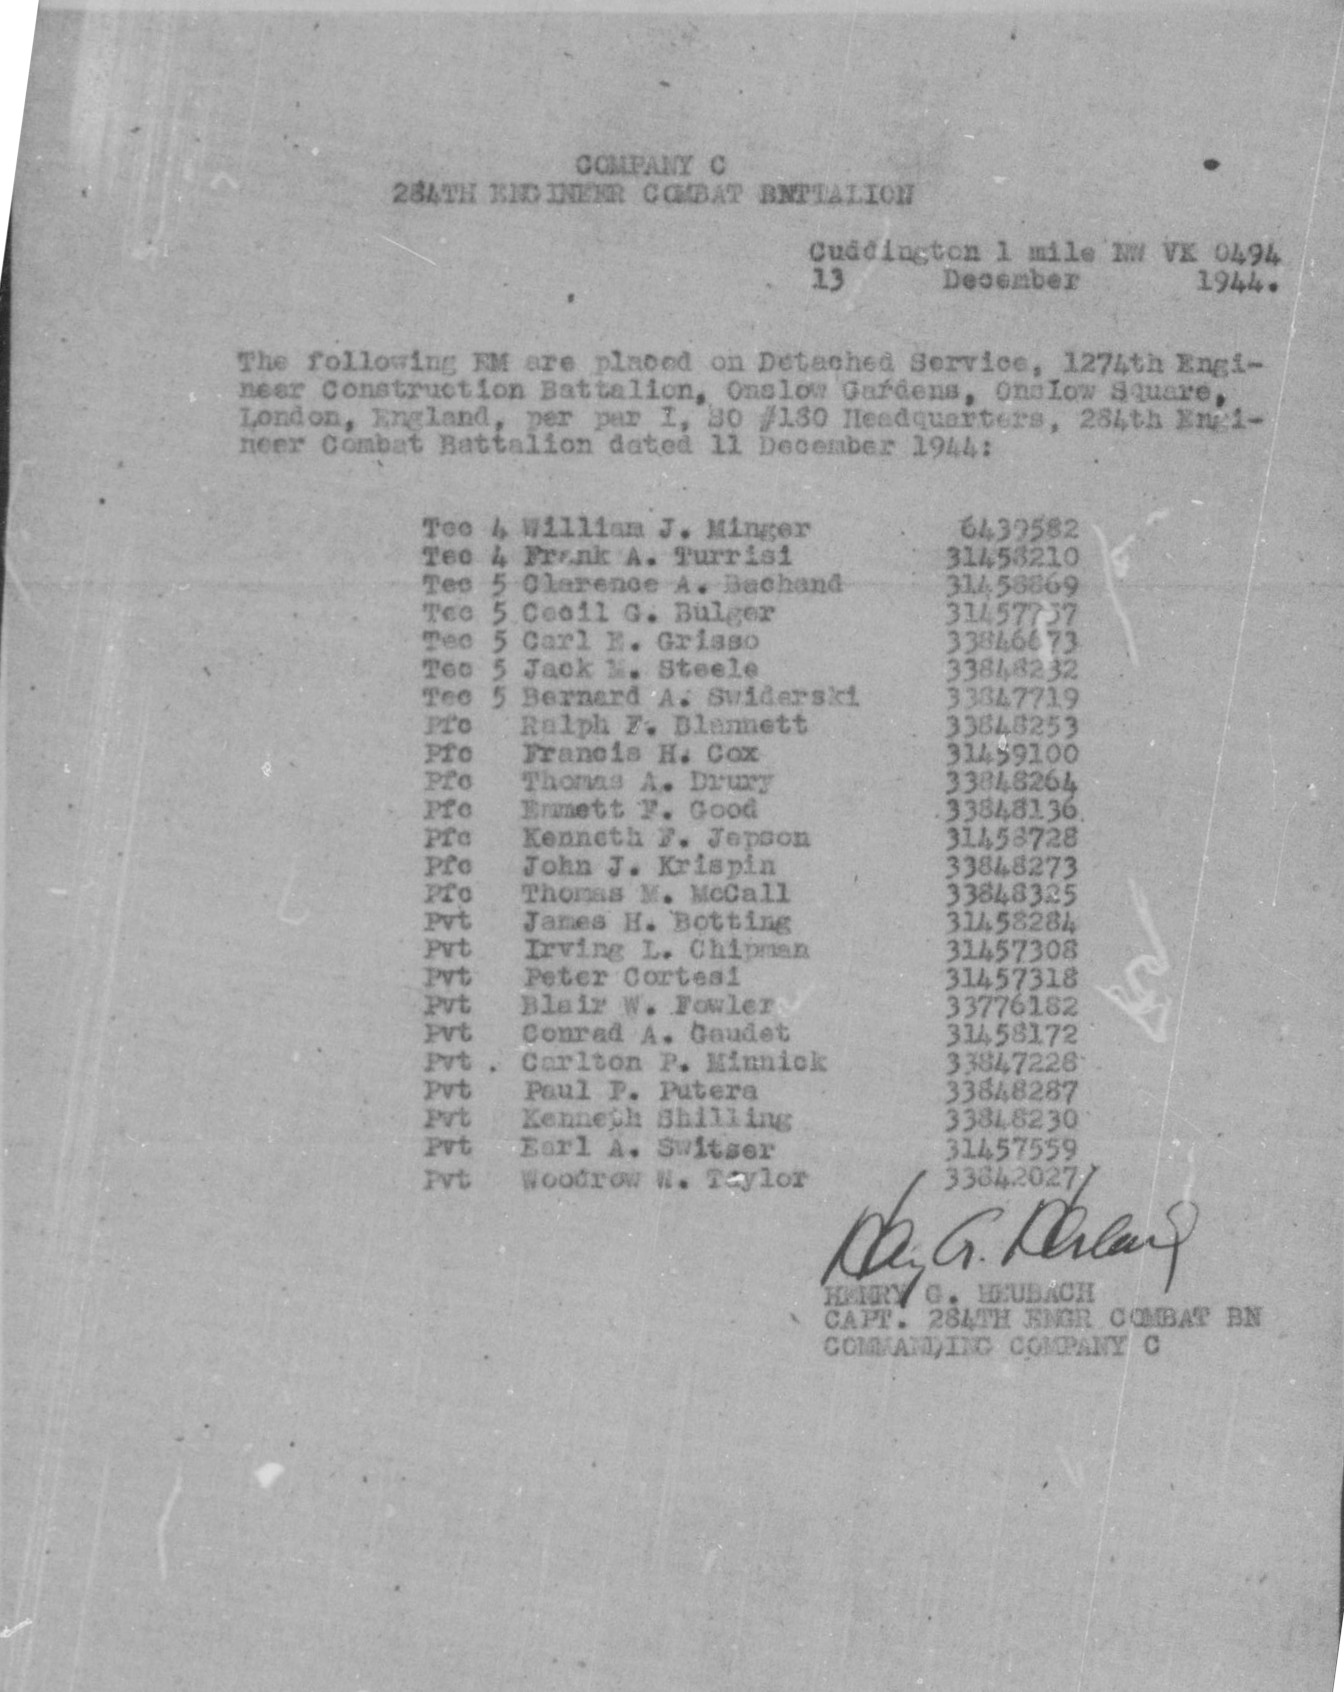 COMPANY C
284TH ENGINEER COMBAT BATTALION
Cuddington 1 mile NW VK 0494
13 December 1944.
The following EM are placed on Detached Service, 1274th Engi-
neer Construction Battalion, Onslow Gardens, Onslow Square,
London, England, per par 1, SO #180 Headquarters, 284th Engi-
neer Combat Battalion dated 11 December 1944:
Tec 4 William J. Minger 6439582
Tec 4 Frank A. Turrisi 31458210
Tec 5 Clarence A. Bachand 31458869
Tec 5 Cecil G. Bulger 31457757
Tec 5 Carl E. Grisso 33846673
Tec 5 Jack M. Steele 33848232
Tec 5 Bernard A. Swiderski 33847719
Pfc Ralph F. Blannett 33848253
Pfc Francis H. Cox 31459100
Pfc Thomas A. Drury 33848264
Pfc Emmett F. Good 33848136
Pfc Kenneth F. Jepson 31458728
Pfc John J. Krispin 33848273
Pfc Thomas M. McCall 33848325
Pvt James H. Botting 31458284
Pvt Irving L. Chipman 31457308
Pvt Peter Cortesi 31457318
Pvt Blair W. Fowler 33776182
Pvt Conrad A. Gaudet 31458172
Pvt . Carlton P. Minnick 33847228
Pvt Paul P. Putera 33848287
Pvt Kenneth Shilling 33848230
Pvt Earl A. Switser 31457559
Pvt Woodrow W. Taylor 33842027
HENRY G. HEUBACH
CAPT. 284TH ENGR COMBAT BN
COMMANDING COMPANY C